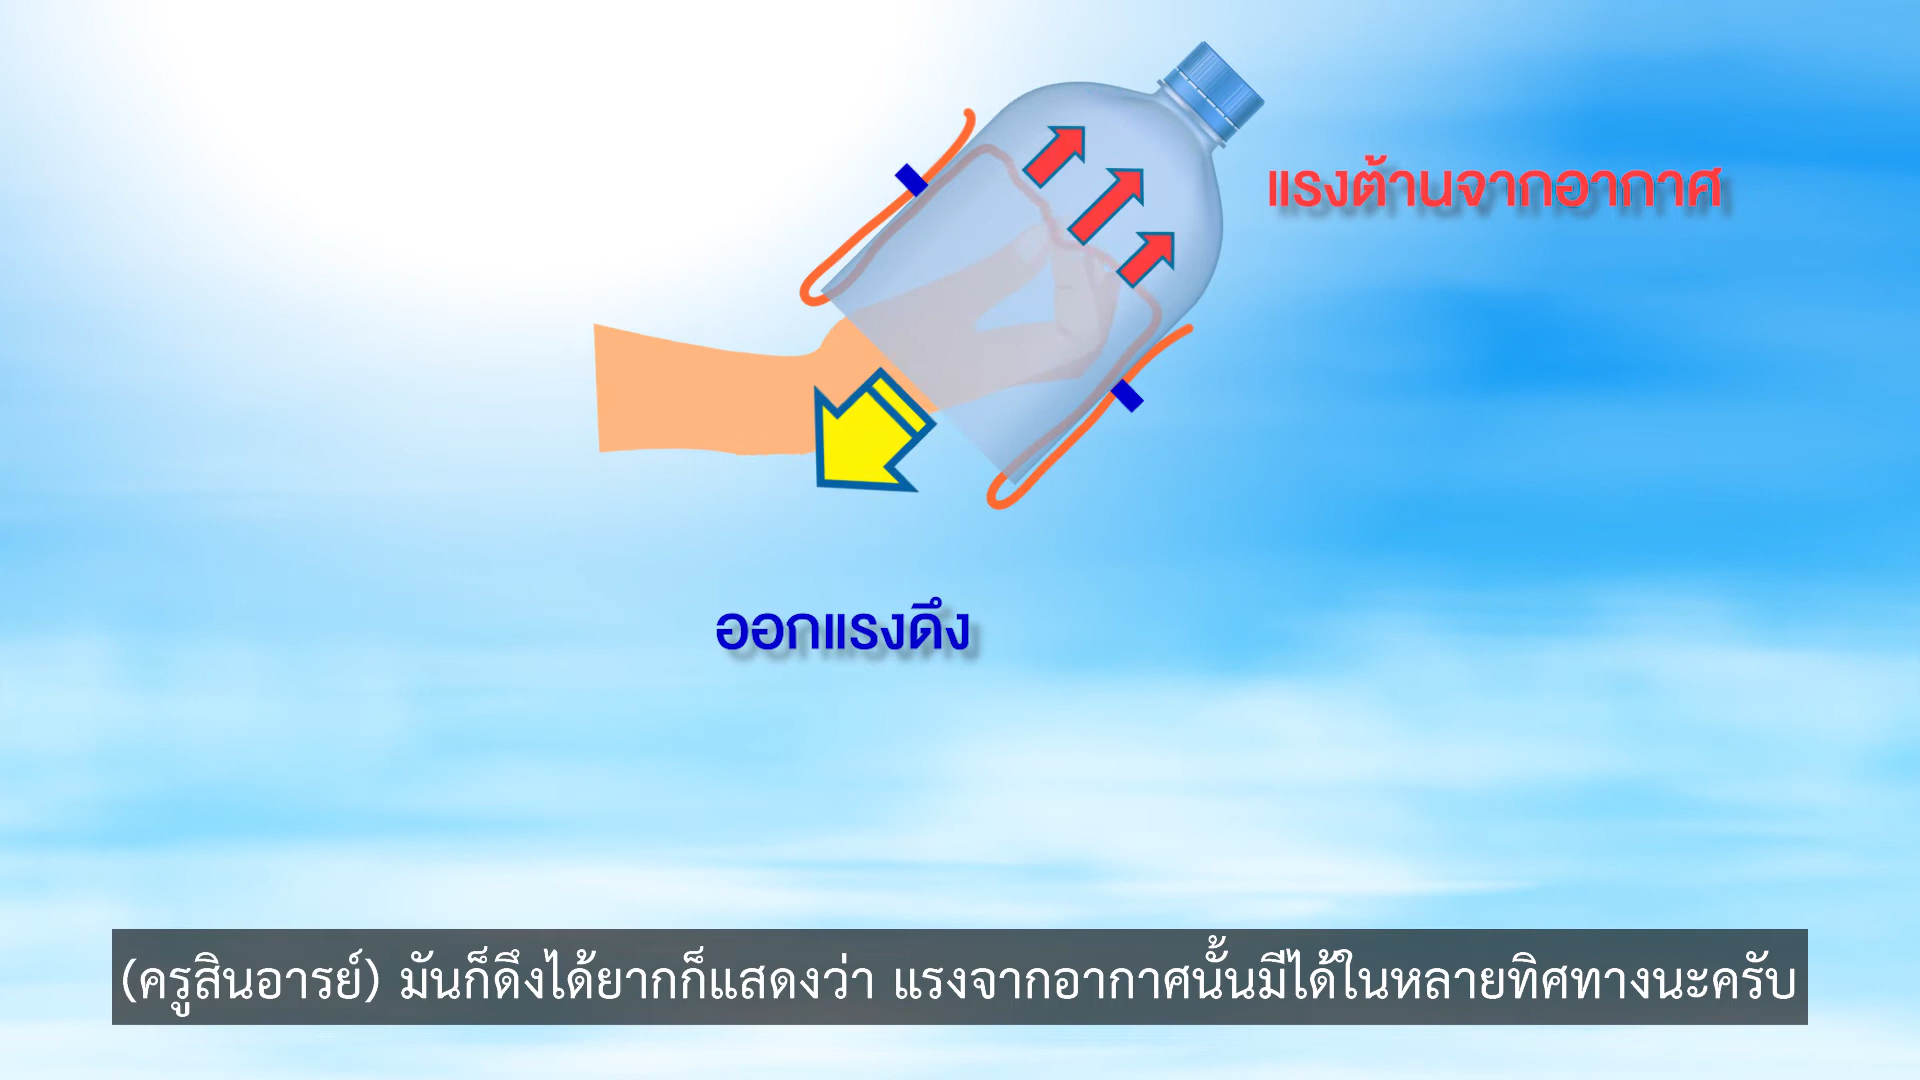 แรงต้านจากอากาศ
ออกแรงดึง
(ครูสินอารย์) มันก็ดึงได้ยากก็แสดงว่า แรงจากอากาศนั้นมีได้ในหลายทิศทางนะครับ